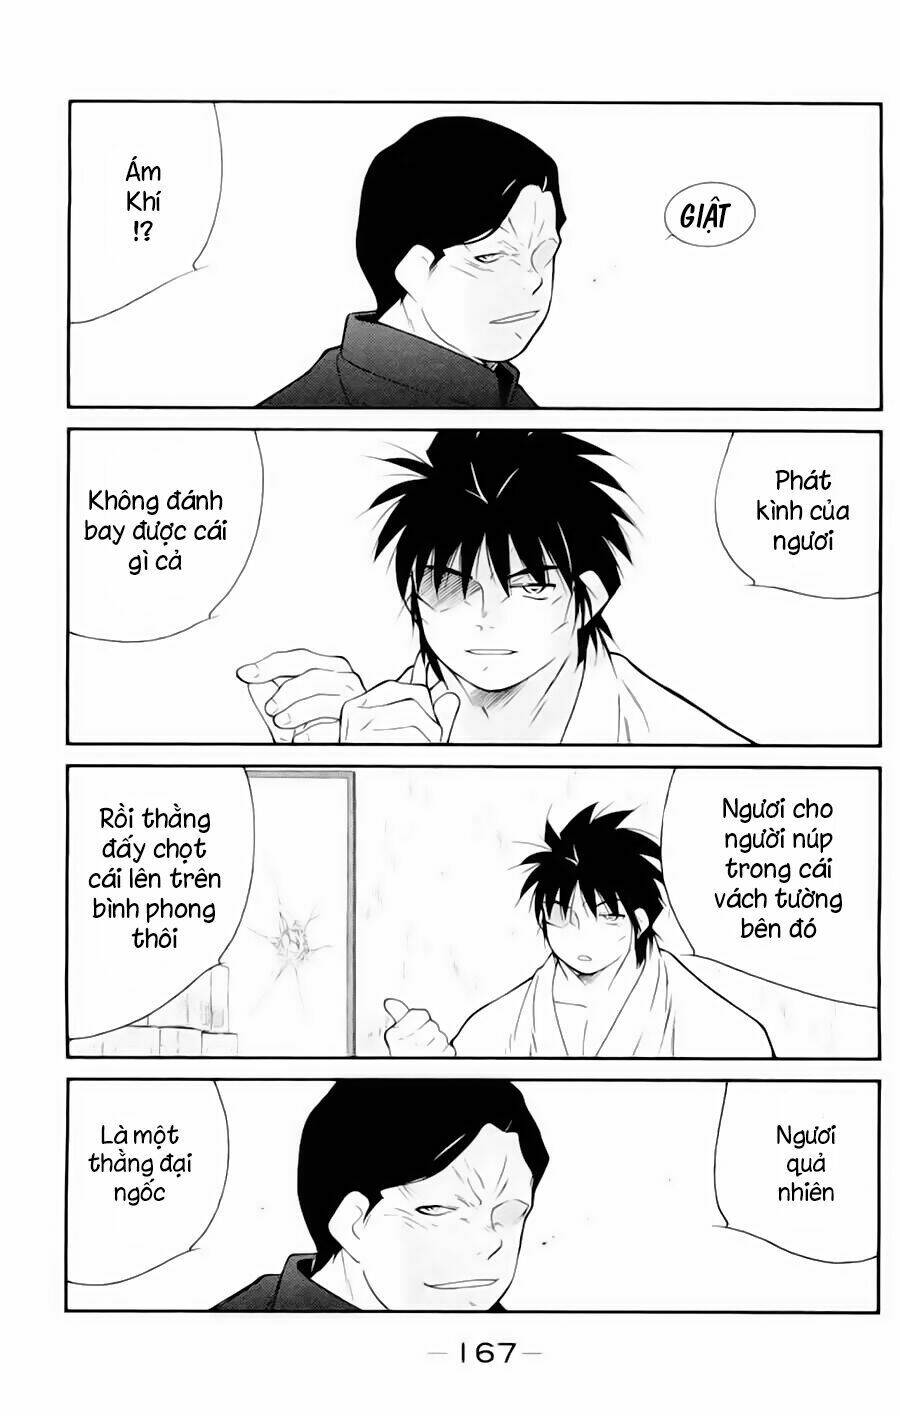 GIẬT
Ám
Khí
!?
Phát
kình của
ngươi
Không đánh
bay được cái
gì cả
Ngươi cho
người núp
trong cái
vách tường
bên đó
Rồi thằng
đấy chọt
cái lên trên
bình phong
thôi
Ngươi
quả
nhiên
Là một
thằng đại
ngốc
— 167 —